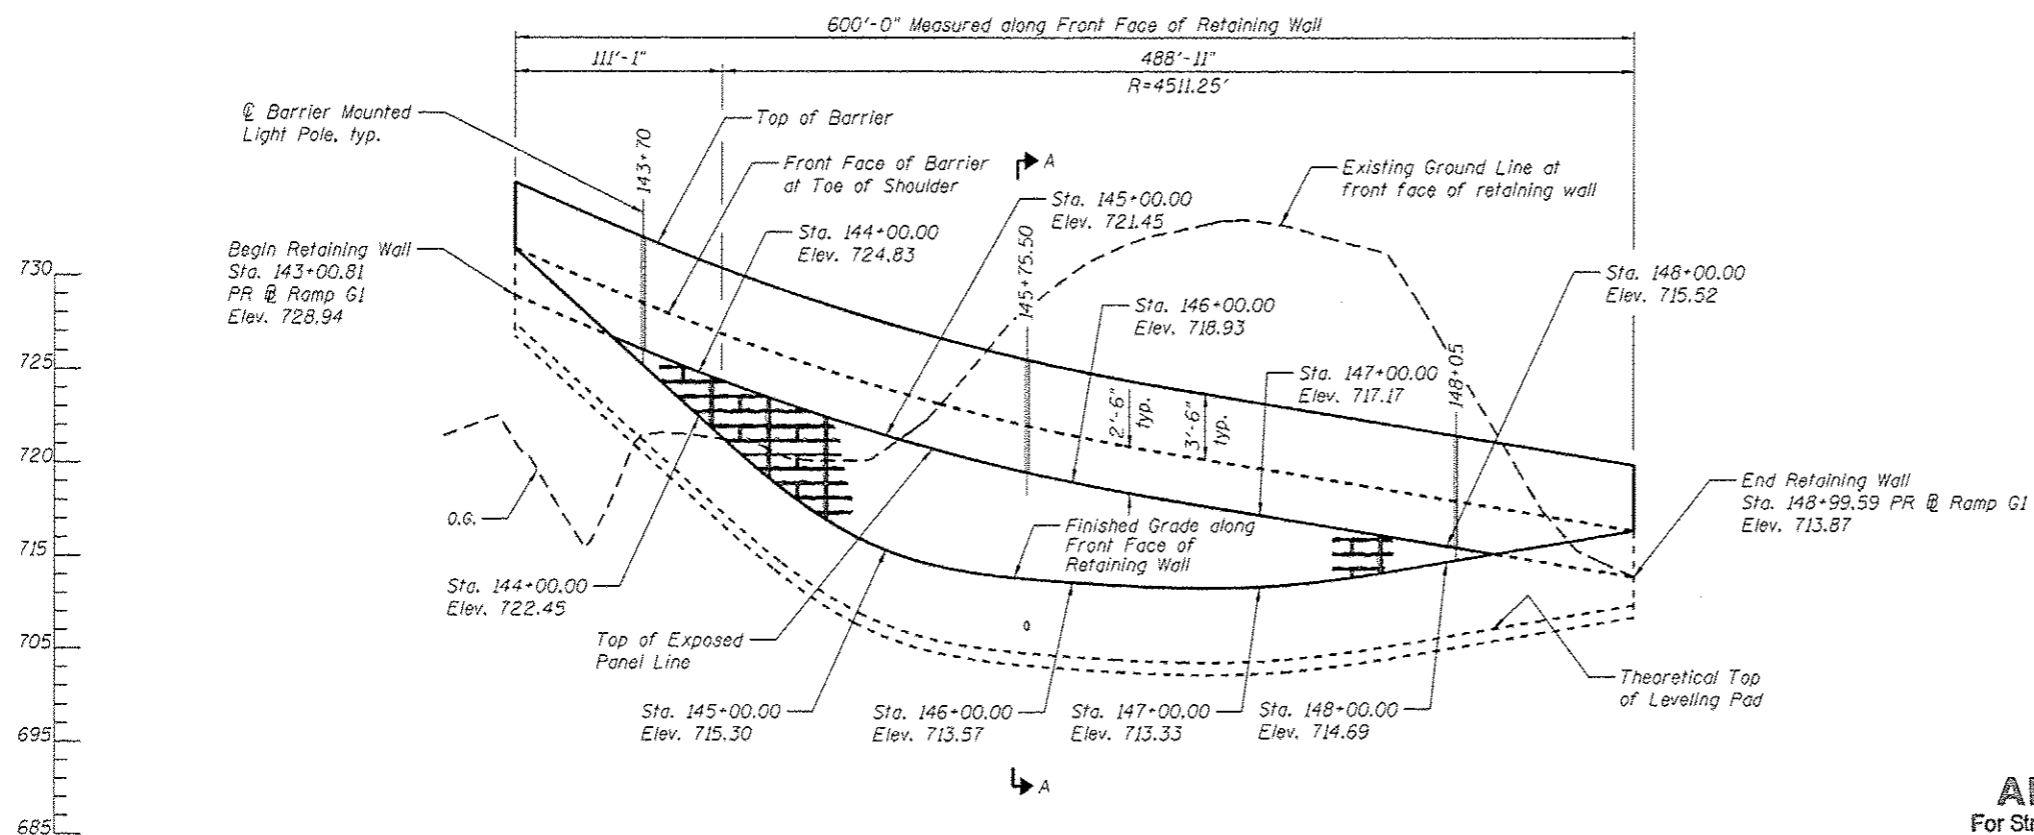 600'-0" Measured along Front Face of Retaining Wall
111'-1"
488'-11"
R=4511.25'
℄ Barrier Mounted
Light Pole, typ.
Top of Barrier
143+70
Front Face of Barrier
at Toe of Shoulder
A
Existing Ground Line at
front face of retaining wall
Sta. 145+00.00
Elev. 721.45
Sta. 144+00.00
Elev. 724.83
Begin Retaining Wall
Sta. 143+00.81
PR ⅊ Ramp G1
Elev. 728.94
145+75.50
Sta. 148+00.00
Elev. 715.52
Sta. 146+00.00
Elev. 718.93
Sta. 147+00.00
Elev. 717.17
148+05
2'-6"
typ.
3'-6"
typ.
730
725
720
715
705
695
685
End Retaining Wall
Sta. 148+99.59 PR ⅊ Ramp G1
Elev. 713.87
O.G.
Finished Grade along
Front Face of
Retaining Wall
Sta. 144+00.00
Elev. 722.45
Top of Exposed
Panel Line
Theoretical Top
of Leveling Pad
Sta. 145+00.00
Elev. 715.30
Sta. 146+00.00
Elev. 713.57
Sta. 147+00.00
Elev. 713.33
Sta. 148+00.00
Elev. 714.69
A
For